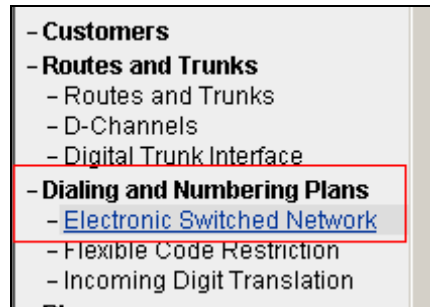 – Customers
– Routes and Trunks
– Routes and Trunks
– D-Channels
– Digital Trunk Interface
– Dialing and Numbering Plans
– Electronic Switched Network
– Flexible Code Restriction
– Incoming Digit Translation